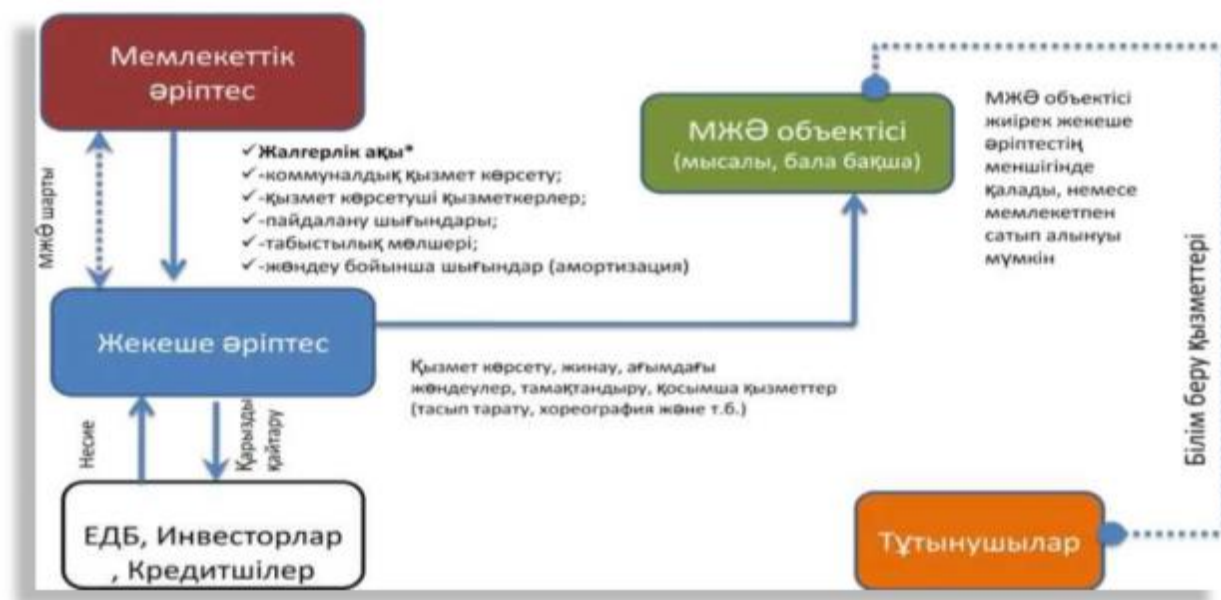 Мемлекеттік
әріптес
МЖӘ шарты
✓Жалгерлік ақы*
✓-коммуналдық қызмет көрсету;
✓-қызмет көрсетуші қызметкерлер;
✓-пайдалану шығындары;
✓-табыстылық мөлшері;
✓-жөндеу бойынша шығындар (амортизация)
МЖӘ объектісі
(мысалы, бала бақша)
МЖӘ объектісі
жиірек жекеше
әріптестің
меншігінде
қалады, немесе
мемлекетпен
сатып алынуы
мүмкін
Білім беру қызметтері
Жекеше әріптес
Қызмет көрсету, жинау, ағымдағы
жөндеулер, тамақтандыру, қосымша қызметтер
(тасып тарату, хореография және т.б.)
Несие
Қарызды
қайтару
ЕДБ, Инвесторлар
, Кредитшілер
Тұтынушылар